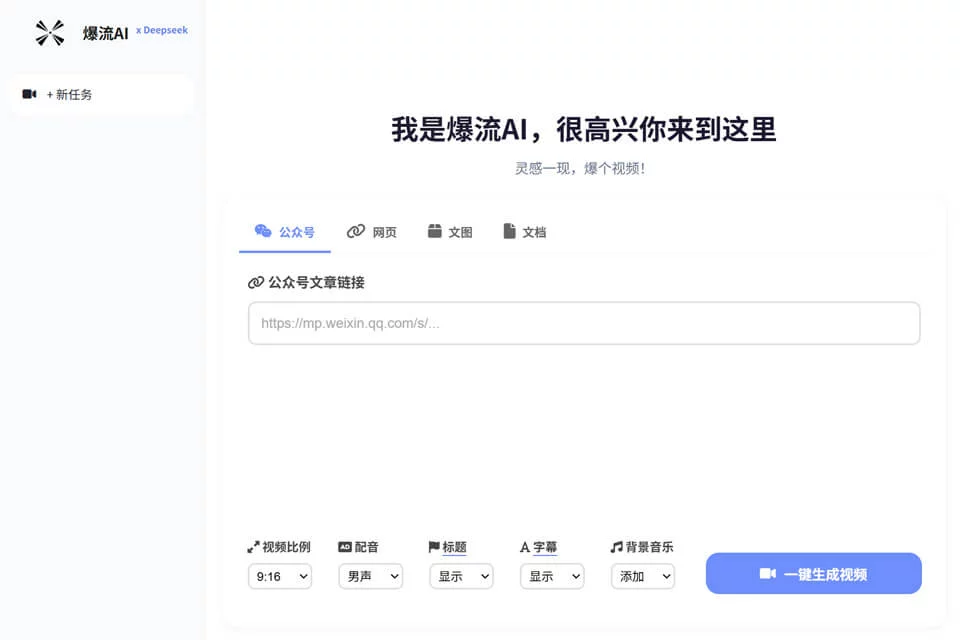 爆流AI x Deepseek
+ 新任务
我是爆流AI，很高兴你来到这里
灵感一现，爆个视频！
公众号 网页 文图 文档
公众号文章链接
https://mp.weixin.qq.com/s/...
视频比例 AD 配音 标题 A 字幕 背景音乐
9:16 男声 显示 显示 添加
一键生成视频